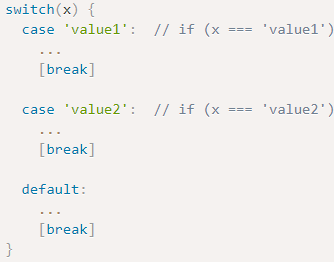 switch(x) {
  case 'value1':  // if (x === 'value1')
    ...
    [break]

  case 'value2':  // if (x === 'value2')
    ...
    [break]

  default:
    ...
    [break]
}